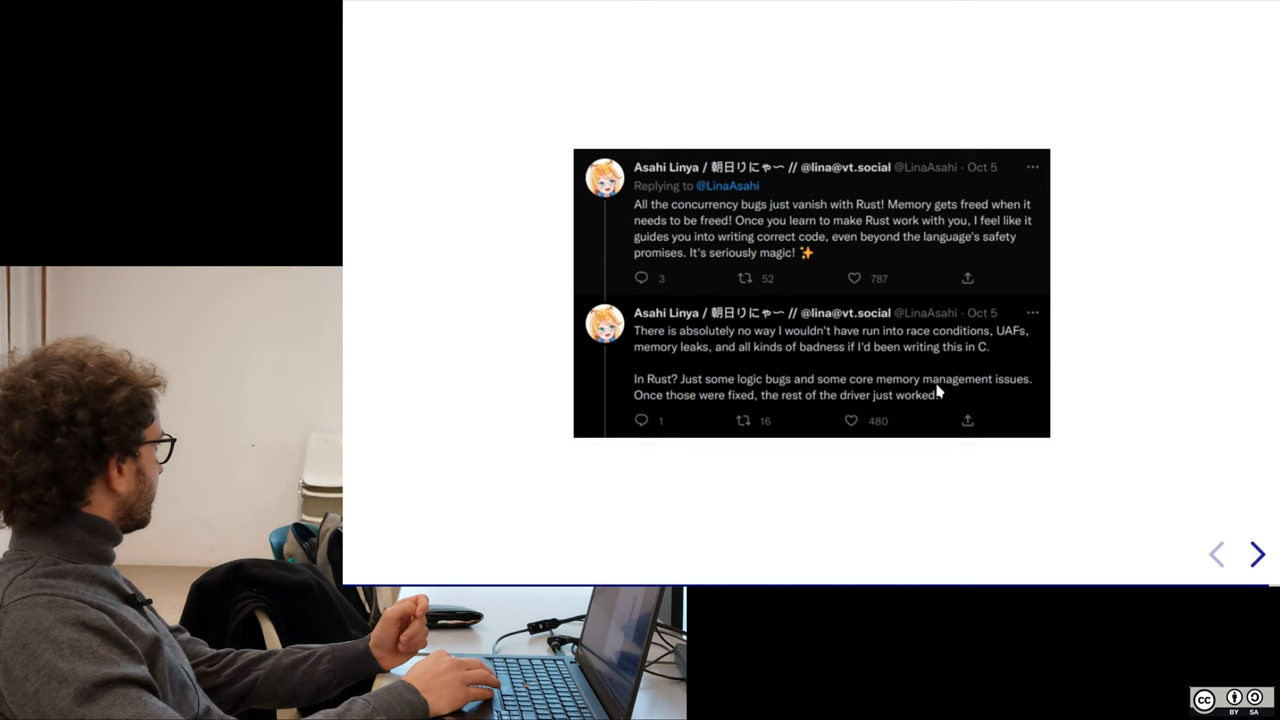 Asahi Linya / 朝日りにゃ〜 // @lina@vt.social @LinaAsahi · Oct 5
Replying to @LinaAsahi
All the concurrency bugs just vanish with Rust! Memory gets freed when it
needs to be freed! Once you learn to make Rust work with you, I feel like it
guides you into writing correct code, even beyond the language's safety
promises. It's seriously magic! ✨
3 52 787
Asahi Linya / 朝日りにゃ〜 // @lina@vt.social @LinaAsahi · Oct 5
There is absolutely no way I wouldn't have run into race conditions, UAFs,
memory leaks, and all kinds of badness if I'd been writing this in C.
In Rust? Just some logic bugs and some core memory management issues.
Once those were fixed, the rest of the driver just worked!
1 16 480
cc
BY SA